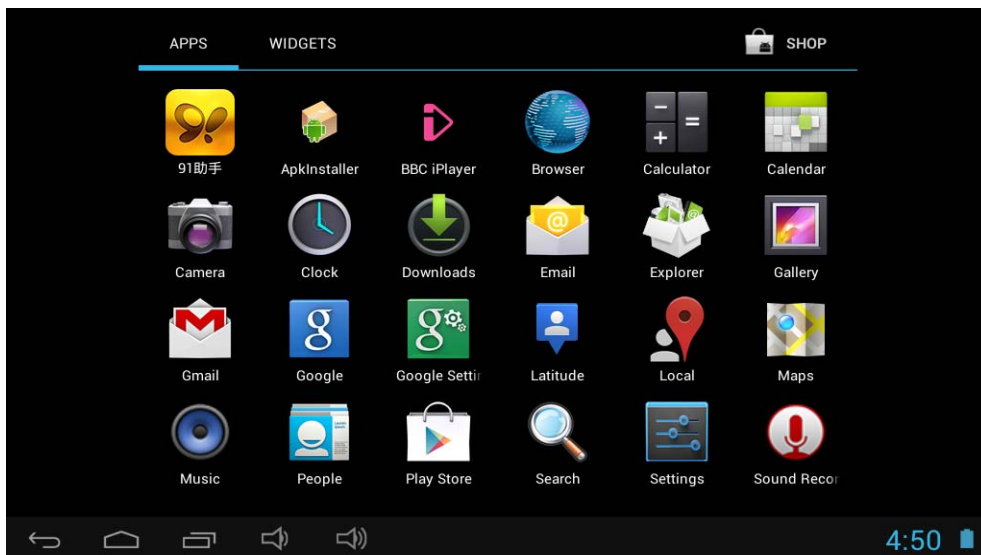 APPS WIDGETS SHOP
91助手 ApkInstaller BBC iPlayer Browser Calculator Calendar
Camera Clock Downloads Email Explorer Gallery
Gmail Google Google Settin Latitude Local Maps
Music People Play Store Search Settings Sound Recor
4:50